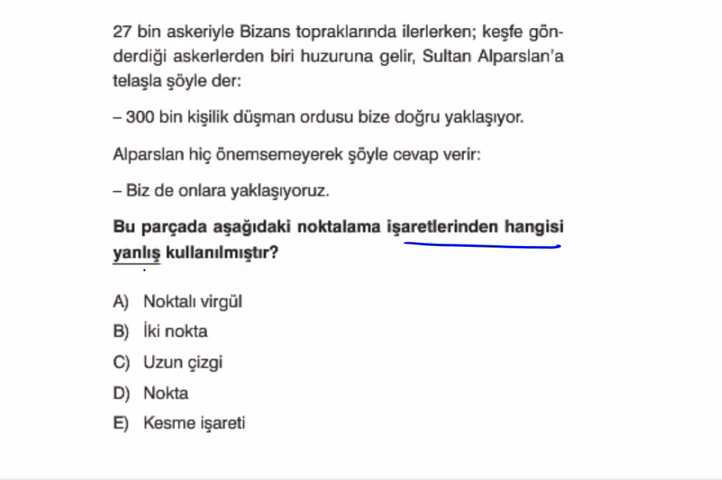 27 bin askeriyle Bizans topraklarında ilerlerken; keşfe gön-
derdiği askerlerden biri huzuruna gelir, Sultan Alparslan'a
telaşla şöyle der:
– 300 bin kişilik düşman ordusu bize doğru yaklaşıyor.
Alparslan hiç önemsemeyerek şöyle cevap verir:
– Biz de onlara yaklaşıyoruz.
Bu parçada aşağıdaki noktalama işaretlerinden hangisi
yanlış kullanılmıştır?
A) Noktalı virgül
B) İki nokta
C) Uzun çizgi
D) Nokta
E) Kesme işareti